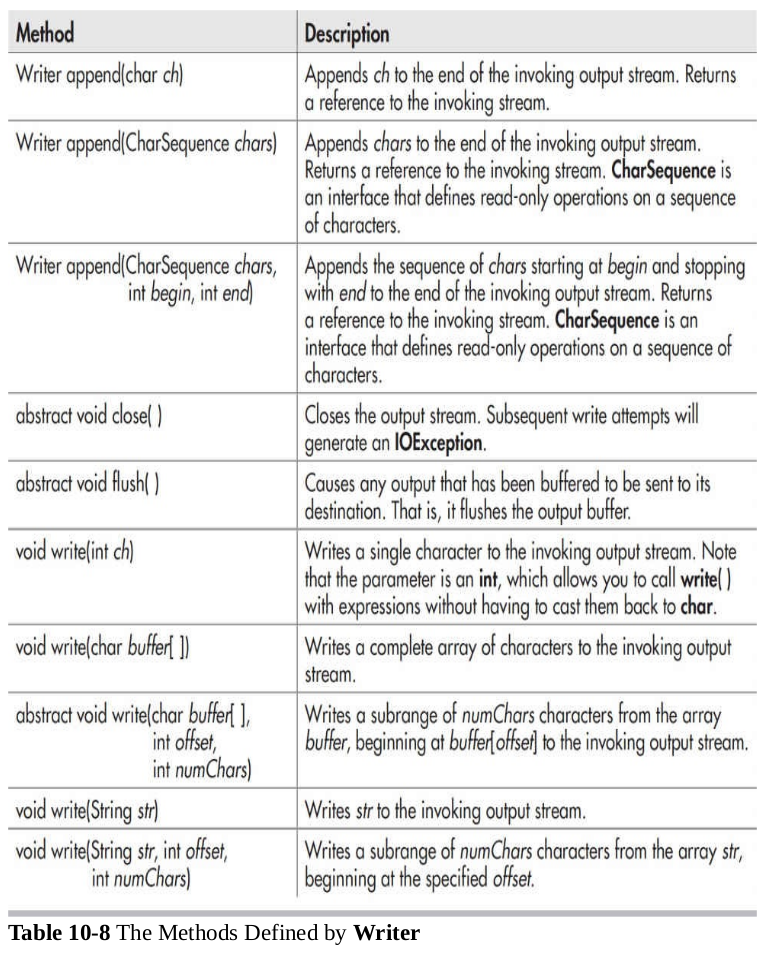 Method Description
Writer append(char ch) Appends ch to the end of the invoking output stream. Returns
a reference to the invoking stream.
Writer append(CharSequence chars) Appends chars to the end of the invoking output stream.
Returns a reference to the invoking stream. CharSequence is
an interface that defines read-only operations on a sequence
of characters.
Writer append(CharSequence chars, Appends the sequence of chars starting at begin and stopping
int begin, int end) with end to the end of the invoking output stream. Returns
a reference to the invoking stream. CharSequence is an
interface that defines read-only operations on a sequence of
characters.
abstract void close( ) Closes the output stream. Subsequent write attempts will
generate an IOException.
abstract void flush( ) Causes any output that has been buffered to be sent to its
destination. That is, it flushes the output buffer.
void write(int ch) Writes a single character to the invoking output stream. Note
that the parameter is an int, which allows you to call write( )
with expressions without having to cast them back to char.
void write(char buffer[ ]) Writes a complete array of characters to the invoking output
stream.
abstract void write(char buffer[ ], Writes a subrange of numChars characters from the array
int offset, buffer, beginning at buffer[offset] to the invoking output stream.
int numChars)
void write(String str) Writes str to the invoking output stream.
void write(String str, int offset, Writes a subrange of numChars characters from the array str,
int numChars) beginning at the specified offset.
Table 10-8 The Methods Defined by Writer